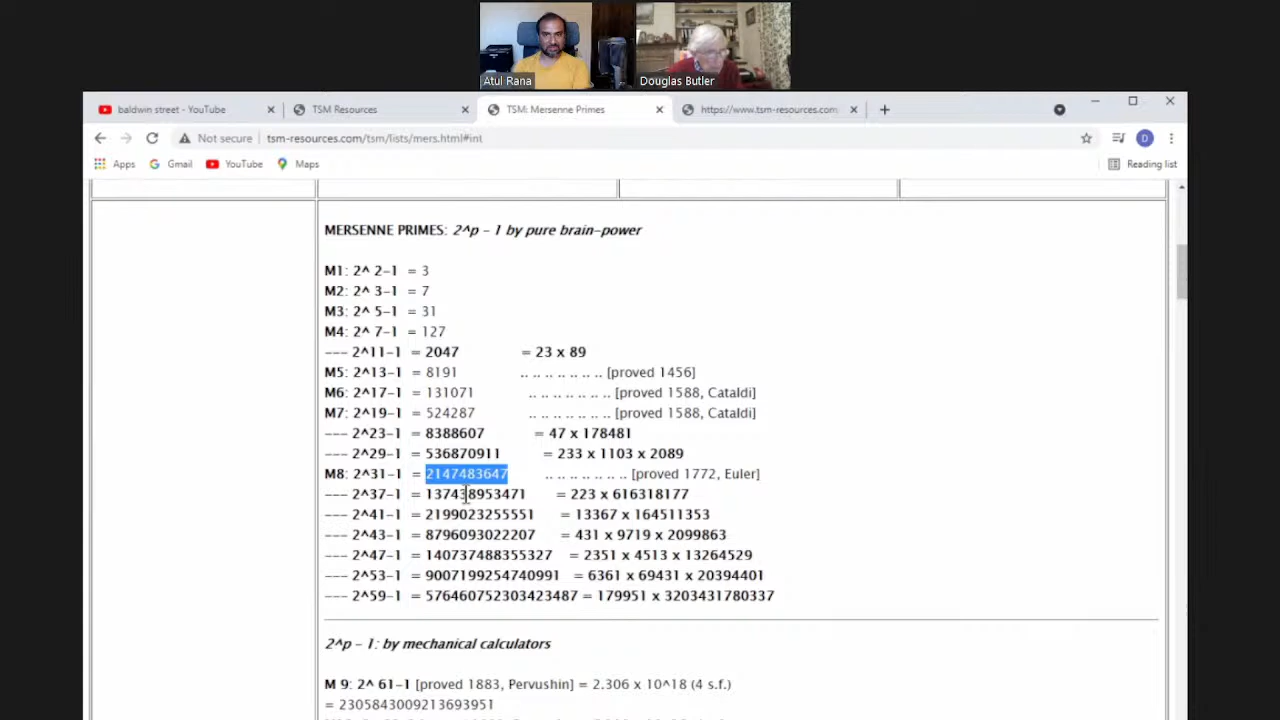 Atul Rana
Douglas Butler
baldwin street - YouTube
TSM Resources
TSM: Mersenne Primes
https://www.tsm-resources.com
Not secure
tsm-resources.com/tsm/lists/mers.html#int
D
Apps
Gmail
YouTube
Maps
Reading list
MERSENNE PRIMES: 2^p - 1 by pure brain-power
M1: 2^ 2-1 = 3
M2: 2^ 3-1 = 7
M3: 2^ 5-1 = 31
M4: 2^ 7-1 = 127
--- 2^11-1 = 2047 = 23 x 89
M5: 2^13-1 = 8191 .. .. .. .. .. .. .. [proved 1456]
M6: 2^17-1 = 131071 .. .. .. .. .. .. .. [proved 1588, Cataldi]
M7: 2^19-1 = 524287 .. .. .. .. .. .. .. [proved 1588, Cataldi]
--- 2^23-1 = 8388607 = 47 x 178481
--- 2^29-1 = 536870911 = 233 x 1103 x 2089
M8: 2^31-1 = 2147483647 .. .. .. .. .. .. .. [proved 1772, Euler]
--- 2^37-1 = 137438953471 = 223 x 616318177
--- 2^41-1 = 2199023255551 = 13367 x 164511353
--- 2^43-1 = 8796093022207 = 431 x 9719 x 2099863
--- 2^47-1 = 140737488355327 = 2351 x 4513 x 13264529
--- 2^53-1 = 9007199254740991 = 6361 x 69431 x 20394401
--- 2^59-1 = 576460752303423487 = 179951 x 3203431780337
2^p - 1: by mechanical calculators
M 9: 2^ 61-1 [proved 1883, Pervushin] = 2.306 x 10^18 (4 s.f.)
= 2305843009213693951